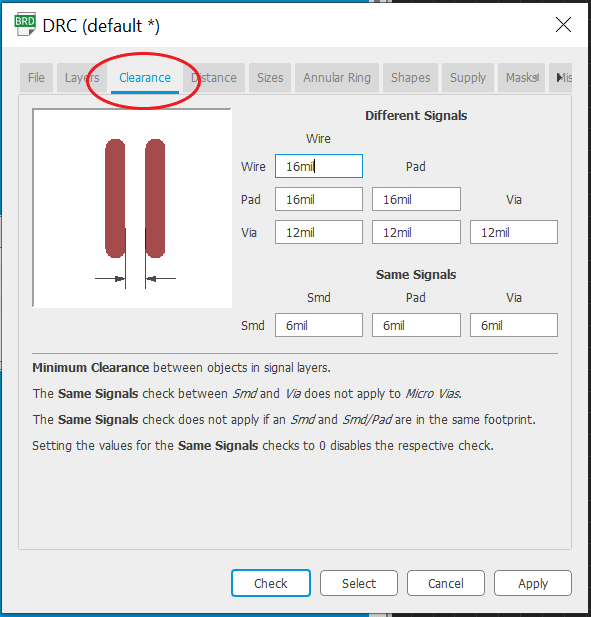 BRD DRC (default *)
File Layers Clearance Distance Sizes Annular Ring Shapes Supply Masks
Different Signals
Wire
Wire 16mil Pad
Pad 16mil 16mil Via
Via 12mil 12mil 12mil
Same Signals
Smd Pad Via
Smd 6mil 6mil 6mil
Minimum Clearance between objects in signal layers.
The Same Signals check between Smd and Via does not apply to Micro Vias.
The Same Signals check does not apply if an Smd and Smd/Pad are in the same footprint.
Setting the values for the Same Signals checks to 0 disables the respective check.
Check Select Cancel Apply